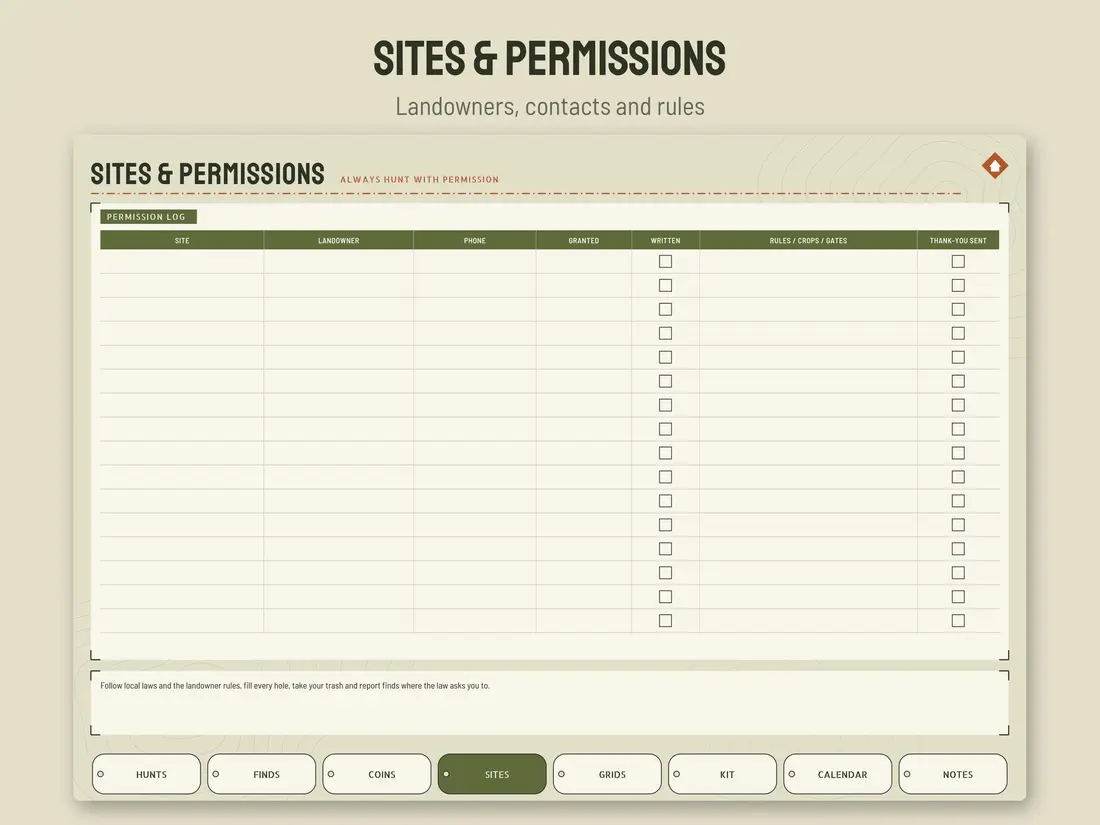 SITES & PERMISSIONS
Landowners, contacts and rules
SITES & PERMISSIONS ALWAYS HUNT WITH PERMISSION
PERMISSION LOG
SITE LANDOWNER PHONE GRANTED WRITTEN RULES / CROPS / GATES THANK-YOU SENT
Follow local laws and the landowner rules, fill every hole, take your trash and report finds where the law asks you to.
HUNTS FINDS COINS SITES GRIDS KIT CALENDAR NOTES